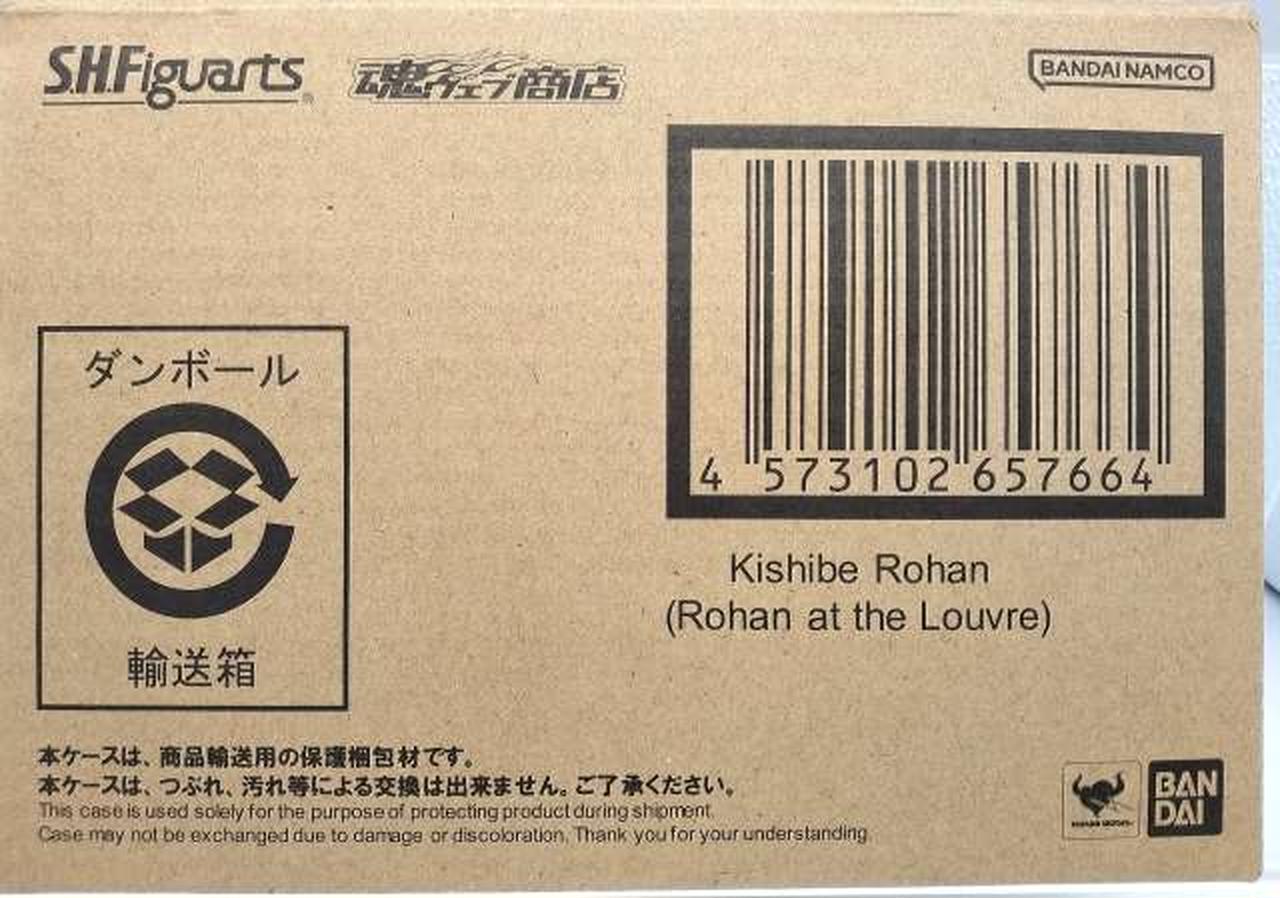 S.H.Figuarts
魂ウェブ商店
BANDAI NAMCO
4 573102 657664
Kishibe Rohan
(Rohan at the Louvre)
ダンボール
輸送箱
本ケースは、商品輸送用の保護梱包材です。
本ケースは、つぶれ、汚れ等による交換は出来ません。ご了承ください。
This case is used solely for the purpose of protecting product during shipment.
Case may not be exchanged due to damage or discoloration. Thank you for your understanding.
BAN
DAI